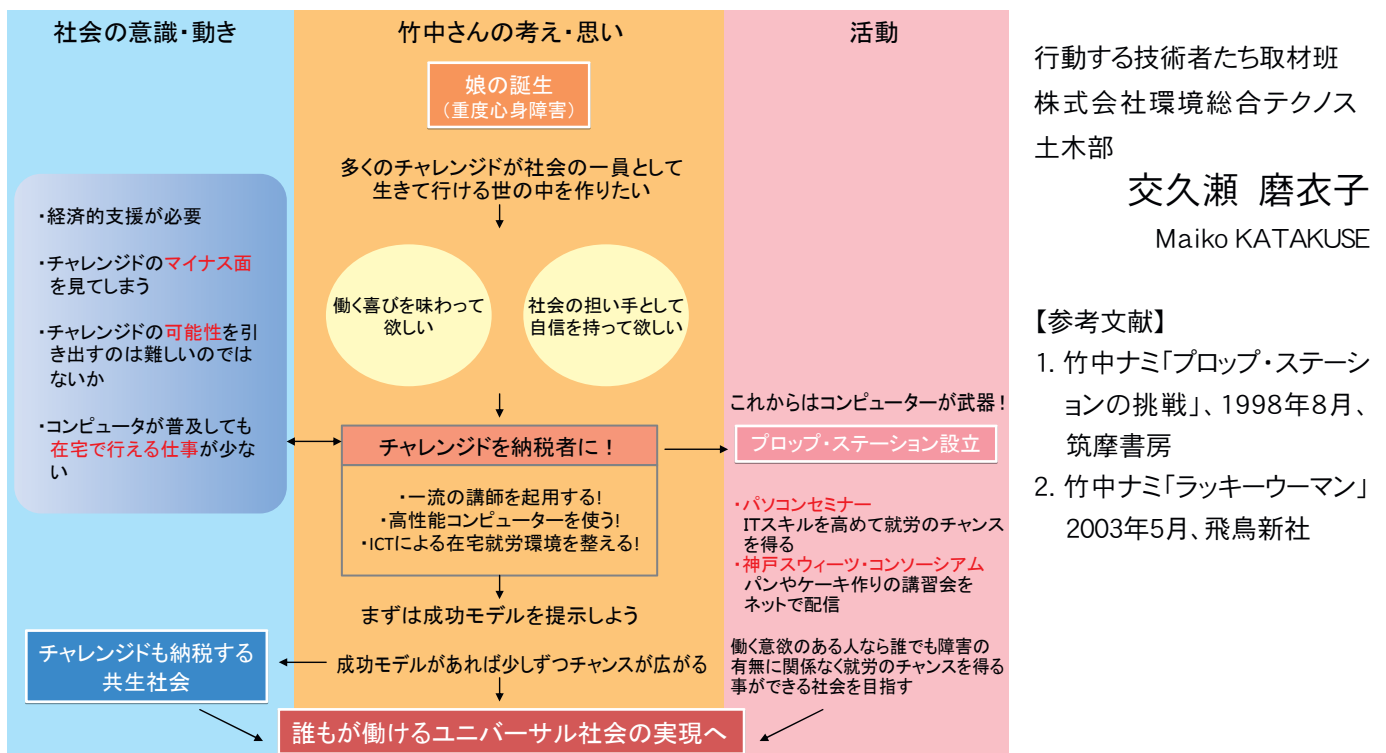 社会の意識・動き
・経済的支援が必要
・チャレンジドのマイナス面
を見てしまう
・チャレンジドの可能性を引
き出すのは難しいのでは
ないか
・コンピュータが普及しても
在宅で行える仕事が少な
い
チャレンジドも納税する
共生社会
竹中さんの考え・思い
娘の誕生
（重度心身障害）
多くのチャレンジドが社会の一員として
生きて行ける世の中を作りたい
働く喜びを味わって
欲しい
社会の担い手として
自信を持って欲しい
チャレンジドを納税者に！
・一流の講師を起用する!
・高性能コンピューターを使う!
・ICTによる在宅就労環境を整える!
まずは成功モデルを提示しよう
成功モデルがあれば少しずつチャンスが広がる
活動
これからはコンピューターが武器！
プロップ・ステーション設立
・パソコンセミナー
ITスキルを高めて就労のチャンス
を得る
・神戸スウィーツ・コンソーシアム
パンやケーキ作りの講習会を
ネットで配信
働く意欲のある人なら誰でも障害の
有無に関係なく就労のチャンスを得る
事ができる社会を目指す
誰もが働けるユニバーサル社会の実現へ
行動する技術者たち取材班
株式会社環境総合テクノス
土木部
交久瀬 磨衣子
Maiko KATAKUSE
【参考文献】
1. 竹中ナミ「プロップ・ステーシ
ョンの挑戦」、1998年8月、
筑摩書房
2. 竹中ナミ「ラッキーウーマン」
2003年5月、飛鳥新社